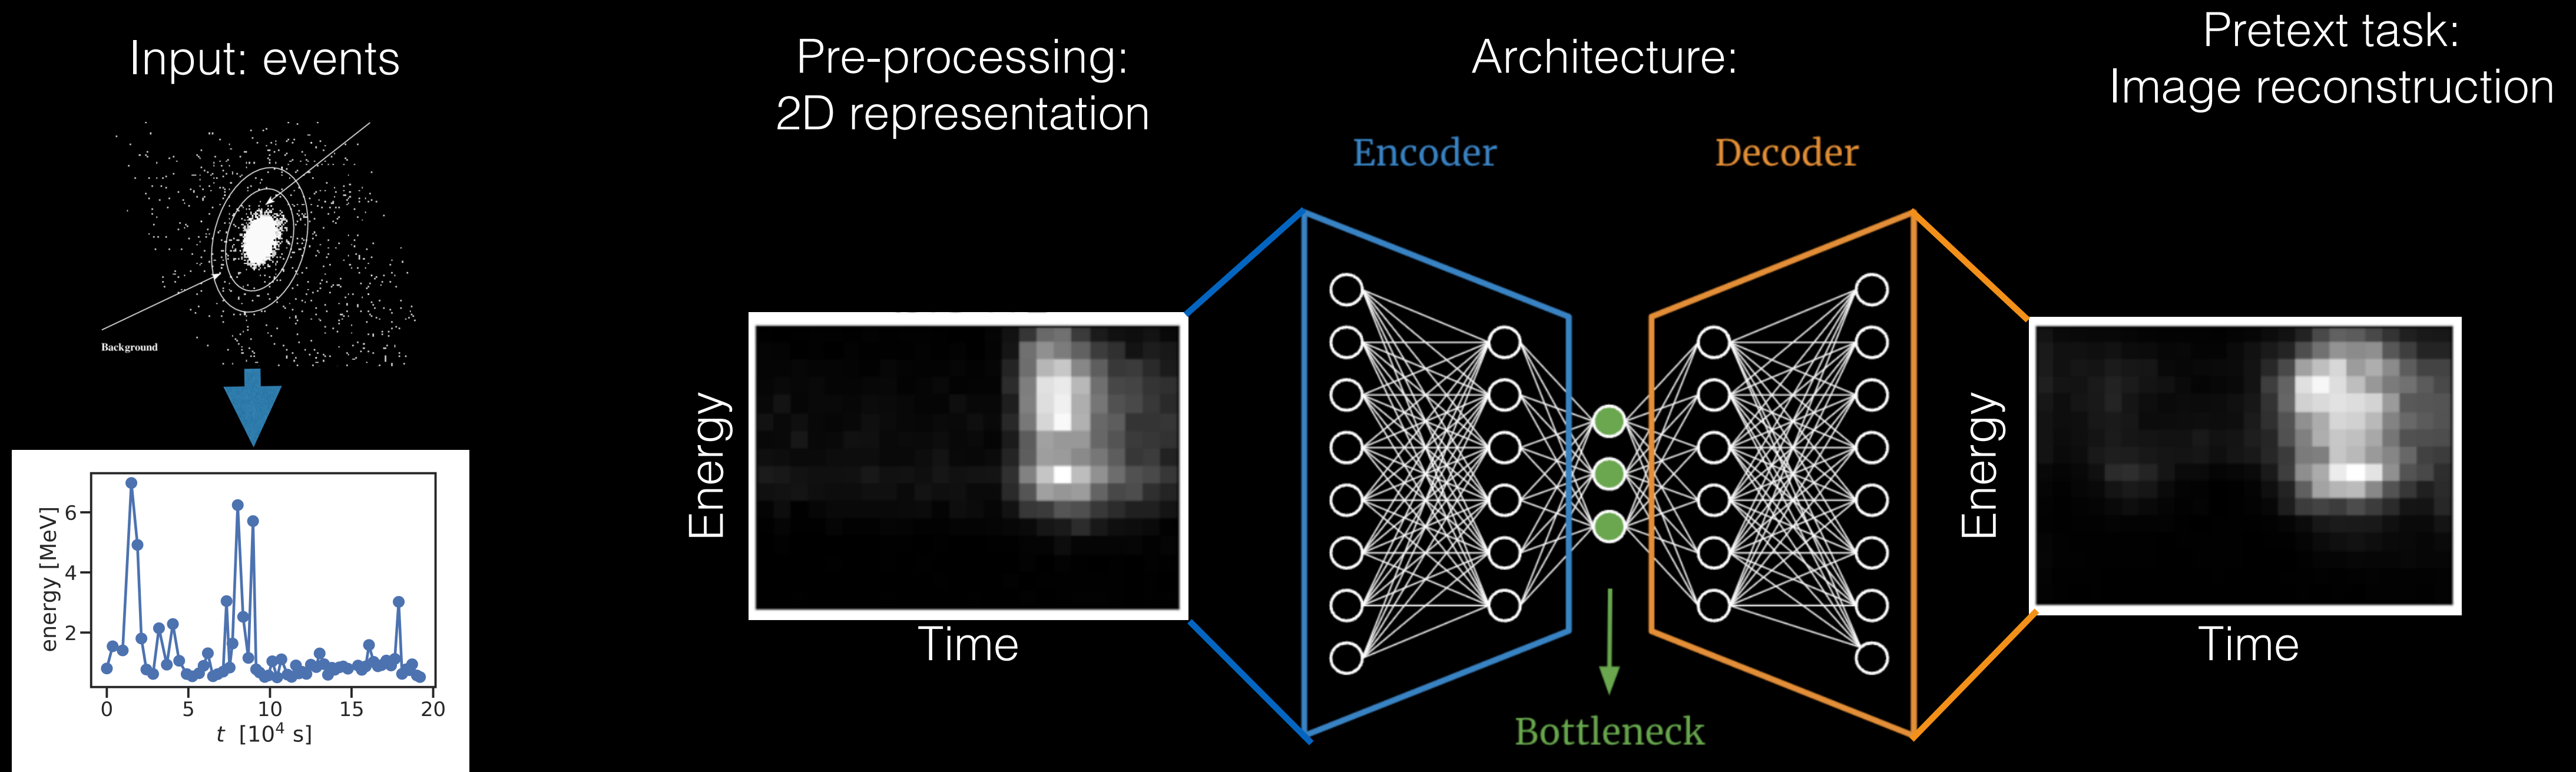 Input: events
Background
energy [MeV]
6
4
2
0 5 10 15 20
t [10⁴ s]
Pre-processing:
2D representation
Energy
Time
Architecture:
Encoder
Decoder
Bottleneck
Pretext task:
Image reconstruction
Energy
Time